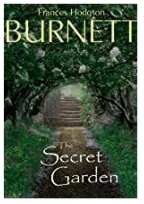 Frances Hodgson
BURNETT
The
Secret
Garden